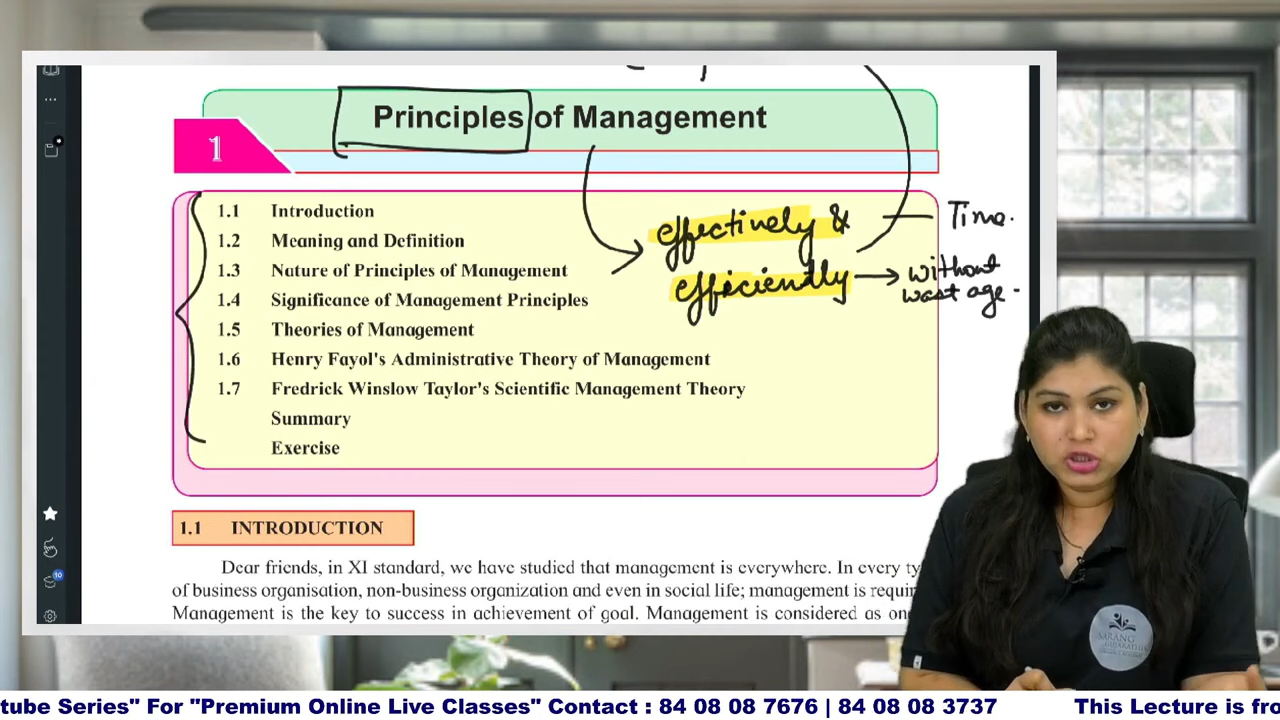 Principles of Management
1
1.1 Introduction
1.2 Meaning and Definition
1.3 Nature of Principles of Management
1.4 Significance of Management Principles
1.5 Theories of Management
1.6 Henry Fayol's Administrative Theory of Management
1.7 Fredrick Winslow Taylor's Scientific Management Theory
Summary
Exercise
effectively &
efficiendly
Time.
without
wastage.
1.1 INTRODUCTION
Dear friends, in XI standard, we have studied that management is everywhere. In every ty
of business organisation, non-business organization and even in social life; management is requir
Management is the key to success in achievement of goal. Management is considered as on
10
SARANG
tube Series" For "Premium Online Live Classes" Contact : 84 08 08 7676 | 84 08 08 3737 This Lecture is fro